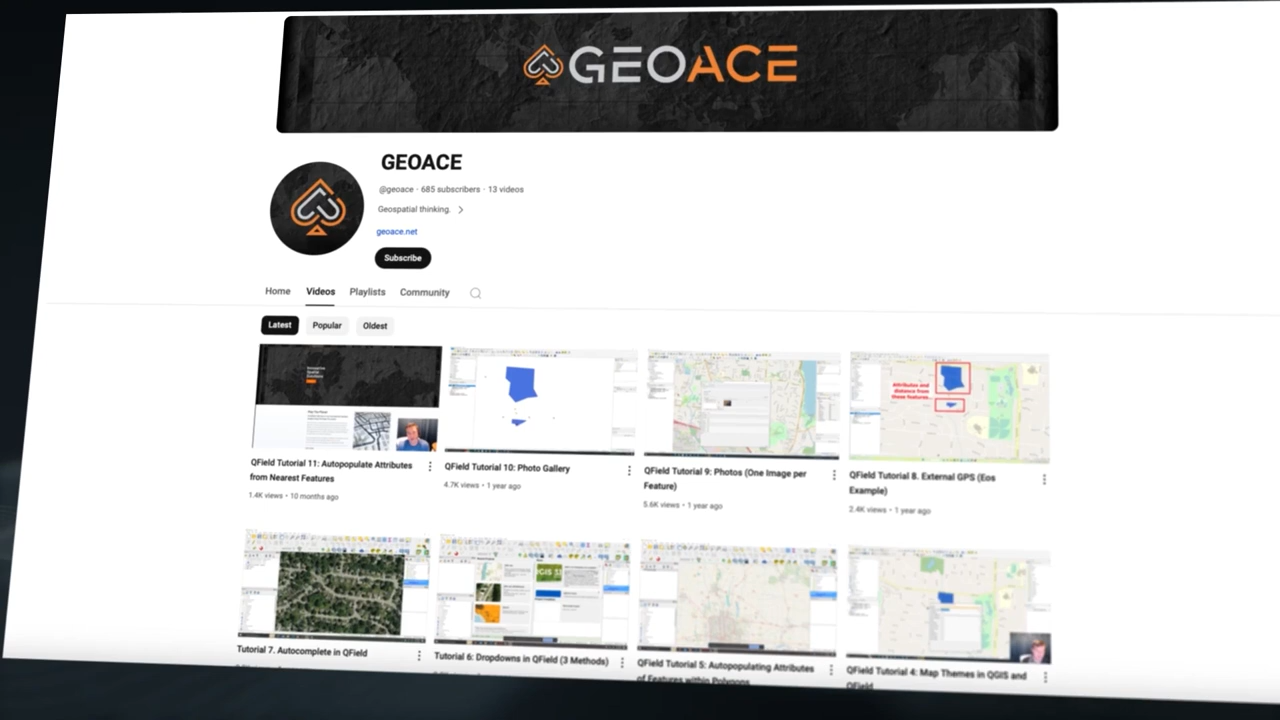 GEOACE
GEOACE
@geoace · 685 subscribers · 13 videos
Geospatial thinking.
geoace.net
Subscribe
Home Videos Playlists Community
Latest Popular Oldest
Attributes and
distance from
these features...
QField Tutorial 11: Autopopulate Attributes
from Nearest Features
1.4K views · 10 months ago
QField Tutorial 10: Photo Gallery
4.7K views · 1 year ago
QField Tutorial 9: Photos (One Image per
Feature)
5.6K views · 1 year ago
QField Tutorial 8. External GPS (Eos
Example)
2.4K views · 1 year ago
Tutorial 7. Autocomplete in QField
Tutorial 6: Dropdowns in QField (3 Methods)
QField Tutorial 5: Autopopulating Attributes
of Features within Polygons
QField Tutorial 4: Map Themes in QGIS and
QField